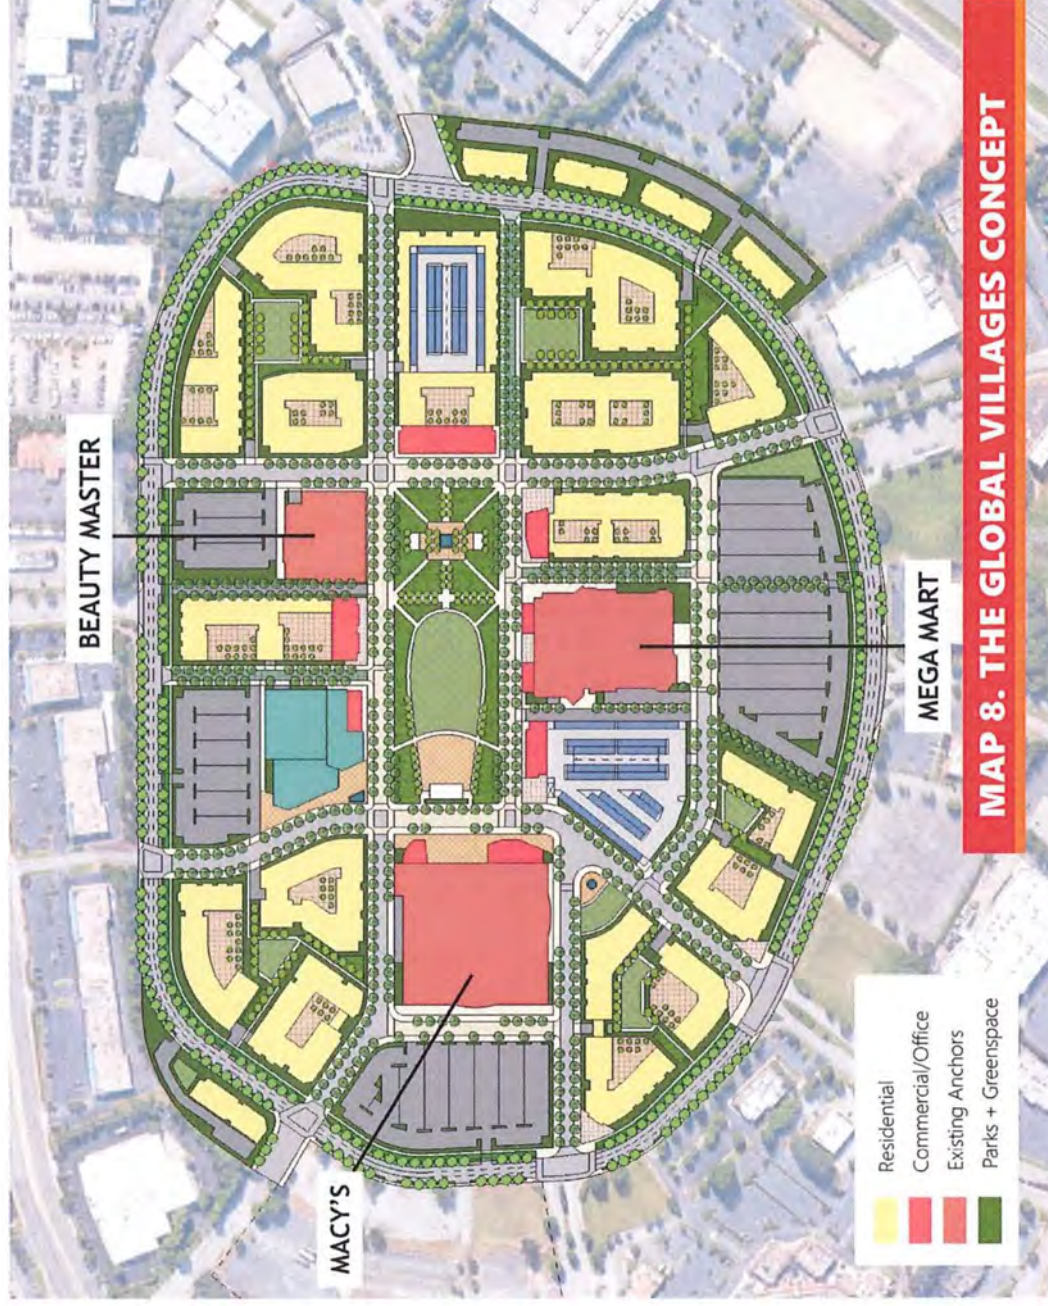 MAP 8. THE GLOBAL VILLAGES CONCEPT
BEAUTY MASTER
MACY'S
MEGA MART
Residential
Commercial/Office
Existing Anchors
Parks + Greenspace